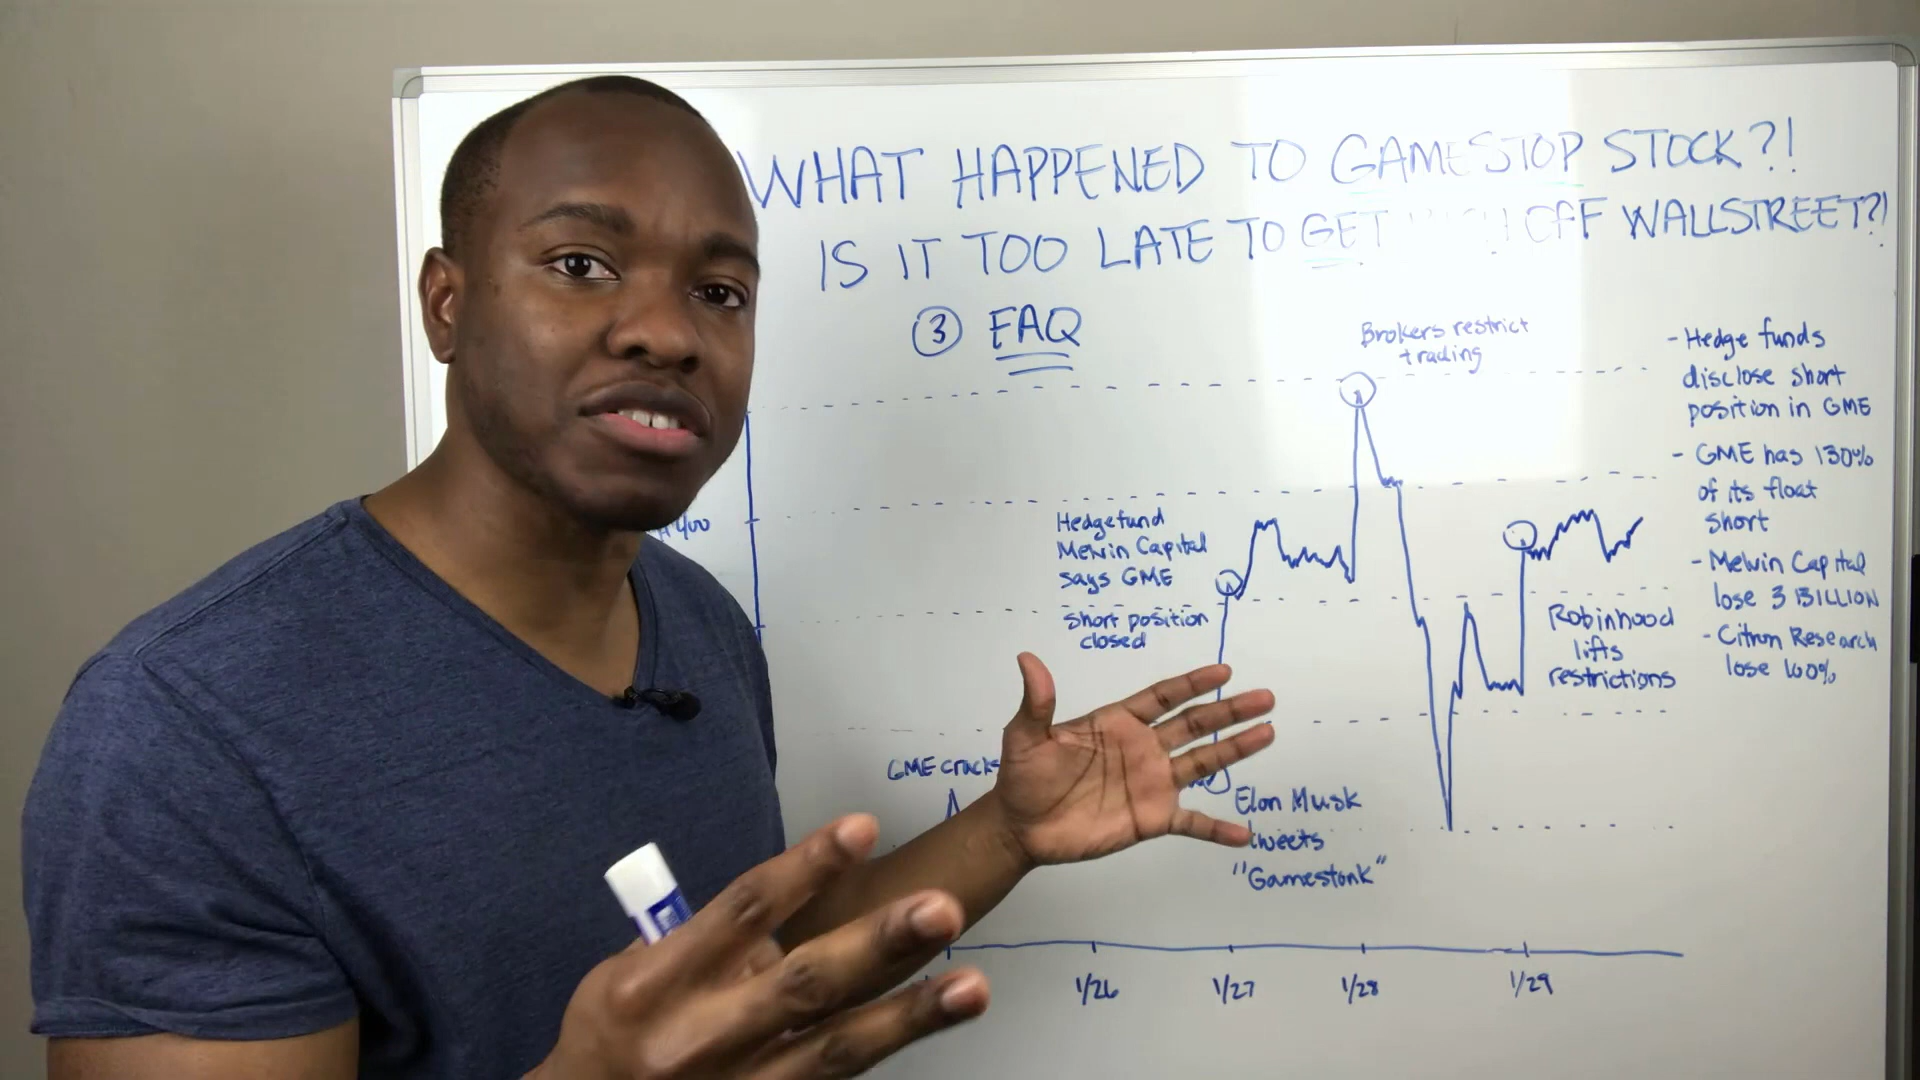 WHAT HAPPENED TO GAMESTOP STOCK?!
IS IT TOO LATE TO GET OFF WALLSTREET?!
3 FAQ
Brokers restrict
trading
400
Hedgefund
Melvin Capital
says GME
short position
closed
GME cracks
Elon Musk
tweets
"Gamestonk"
Robinhood
lifts
restrictions
- Hedge funds
disclose short
position in GME
- GME has 130%
of its float
short
- Melvin Capital
lose 3 BILLION
- Citron Research
lose 100%
1/26 1/27 1/28 1/29